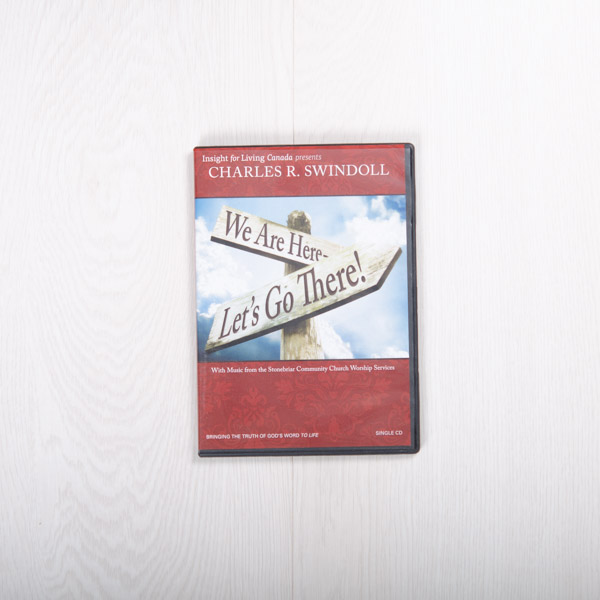 Insight for Living Canada presents
CHARLES R. SWINDOLL
We Are Here-
Let's Go There!
With Music from the Stonebriar Community Church Worship Services
BRINGING THE TRUTH OF GOD'S WORD TO LIFE
SINGLE CD